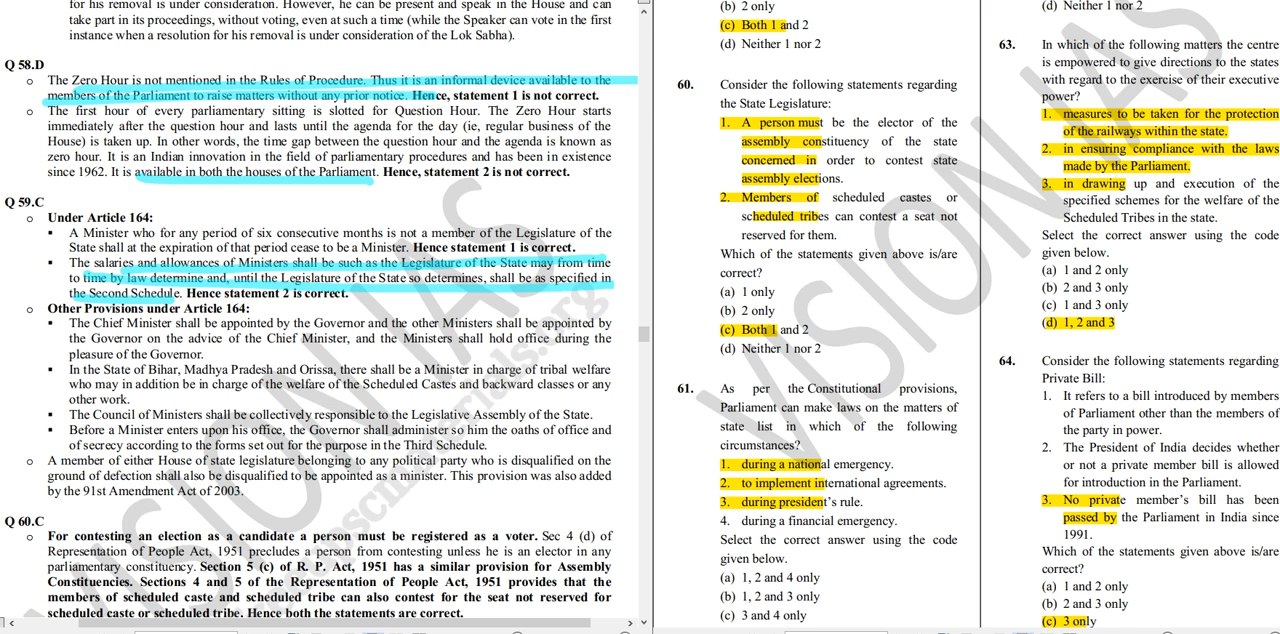 for his removal is under consideration. However, he can be present and speak in the House and can
take part in its proceedings, without voting, even at such a time (while the Speaker can vote in the first
instance when a resolution for his removal is under consideration of the Lok Sabha).
Q 58.D
o The Zero Hour is not mentioned in the Rules of Procedure. Thus it is an informal device available to the
members of the Parliament to raise matters without any prior notice. Hence, statement 1 is not correct.
o The first hour of every parliamentary sitting is slotted for Question Hour. The Zero Hour starts
immediately after the question hour and lasts until the agenda for the day (ie, regular business of the
House) is taken up. In other words, the time gap between the question hour and the agenda is known as
zero hour. It is an Indian innovation in the field of parliamentary procedures and has been in existence
since 1962. It is available in both the houses of the Parliament. Hence, statement 2 is not correct.
Q 59.C
o Under Article 164:
▪ A Minister who for any period of six consecutive months is not a member of the Legislature of the
State shall at the expiration of that period cease to be a Minister. Hence statement 1 is correct.
▪ The salaries and allowances of Ministers shall be such as the Legislature of the State may from time
to time by law determine and, until the Legislature of the State so determines, shall be as specified in
the Second Schedule. Hence statement 2 is correct.
o Other Provisions under Article 164:
▪ The Chief Minister shall be appointed by the Governor and the other Ministers shall be appointed by
the Governor on the advice of the Chief Minister, and the Ministers shall hold office during the
pleasure of the Governor.
▪ In the State of Bihar, Madhya Pradesh and Orissa, there shall be a Minister in charge of tribal welfare
who may in addition be in charge of the welfare of the Scheduled Castes and backward classes or any
other work.
▪ The Council of Ministers shall be collectively responsible to the Legislative Assembly of the State.
▪ Before a Minister enters upon his office, the Governor shall administer so him the oaths of office and
of secrecy according to the forms set out for the purpose in the Third Schedule.
o A member of either House of state legislature belonging to any political party who is disqualified on the
ground of defection shall also be disqualified to be appointed as a minister. This provision was also added
by the 91st Amendment Act of 2003.
Q 60.C
o For contesting an election as a candidate a person must be registered as a voter. Sec 4 (d) of
Representation of People Act, 1951 precludes a person from contesting unless he is an elector in any
parliamentary constituency. Section 5 (c) of R. P. Act, 1951 has a similar provision for Assembly
Constituencies. Sections 4 and 5 of the Representation of People Act, 1951 provides that the
members of scheduled caste and scheduled tribe can also contest for the seat not reserved for
scheduled caste or scheduled tribe. Hence both the statements are correct.
(b) 2 only
(c) Both 1 and 2
(d) Neither 1 nor 2
60. Consider the following statements regarding
the State Legislature:
1. A person must be the elector of the
assembly constituency of the state
concerned in order to contest state
assembly elections.
2. Members of scheduled castes or
scheduled tribes can contest a seat not
reserved for them.
Which of the statements given above is/are
correct?
(a) 1 only
(b) 2 only
(c) Both 1 and 2
(d) Neither 1 nor 2
61. As per the Constitutional provisions,
Parliament can make laws on the matters of
state list in which of the following
circumstances?
1. during a national emergency.
2. to implement international agreements.
3. during president's rule.
4. during a financial emergency.
Select the correct answer using the code
given below.
(a) 1, 2 and 4 only
(b) 1, 2 and 3 only
(c) 3 and 4 only
(d) Neither 1 nor 2
63. In which of the following matters the centre
is empowered to give directions to the states
with regard to the exercise of their executive
power?
1. measures to be taken for the protection
of the railways within the state.
2. in ensuring compliance with the laws
made by the Parliament.
3. in drawing up and execution of the
specified schemes for the welfare of the
Scheduled Tribes in the state.
Select the correct answer using the code
given below.
(a) 1 and 2 only
(b) 2 and 3 only
(c) 1 and 3 only
(d) 1, 2 and 3
64. Consider the following statements regarding
Private Bill:
1. It refers to a bill introduced by members
of Parliament other than the members of
the party in power.
2. The President of India decides whether
or not a private member bill is allowed
for introduction in the Parliament.
3. No private member's bill has been
passed by the Parliament in India since
1991.
Which of the statements given above is/are
correct?
(a) 1 and 2 only
(b) 2 and 3 only
(c) 3 only
VISION IAS
VISION IAS